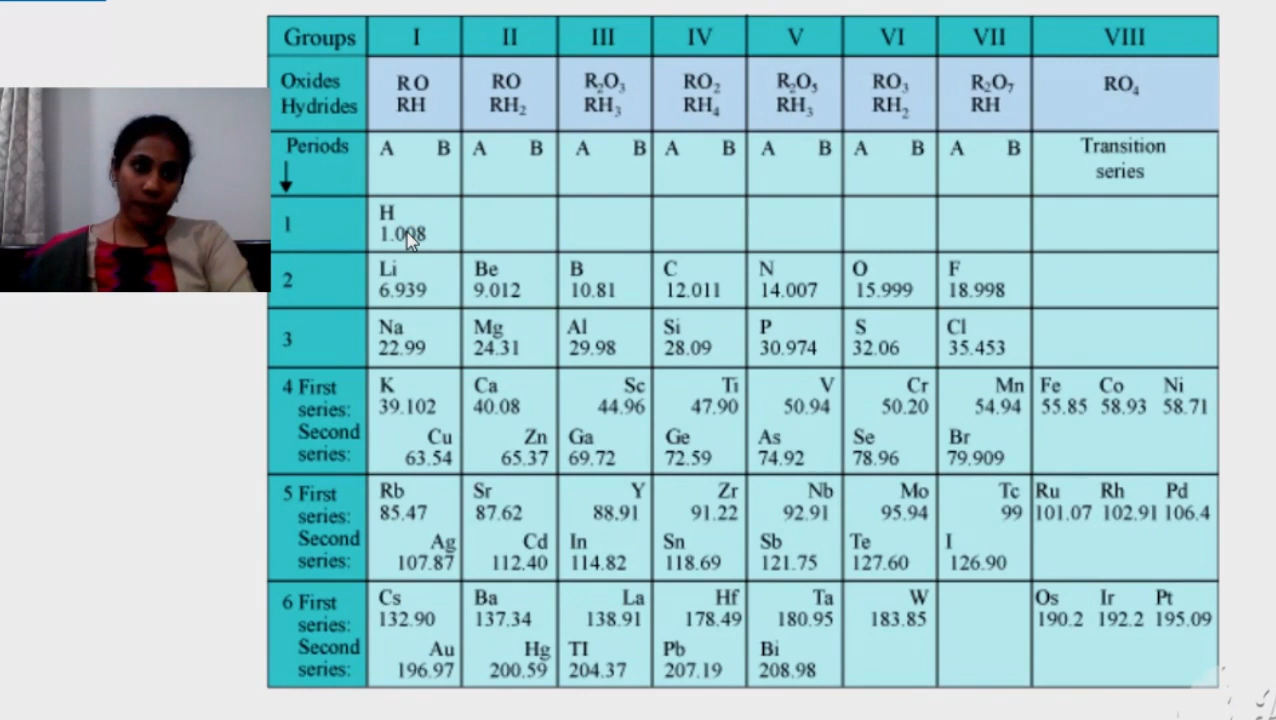 Groups I II III IV V VI VII VIII
Oxides RO RO R₂O₃ RO₂ R₂O₅ RO₃ R₂O₇ RO₄
Hydrides RH RH₂ RH₃ RH₄ RH₃ RH₂ RH
Periods A B A B A B A B A B A B A B Transition
series
↓
1 H
1.008
2 Li Be B C N O F
6.939 9.012 10.81 12.011 14.007 15.999 18.998
3 Na Mg Al Si P S Cl
22.99 24.31 29.98 28.09 30.974 32.06 35.453
4 First K Ca Sc Ti V Cr Mn Fe Co Ni
series: 39.102 40.08 44.96 47.90 50.94 50.20 54.94 55.85 58.93 58.71
Second Cu Zn Ga Ge As Se Br
series: 63.54 65.37 69.72 72.59 74.92 78.96 79.909
5 First Rb Sr Y Zr Nb Mo Tc Ru Rh Pd
series: 85.47 87.62 88.91 91.22 92.91 95.94 99 101.07 102.91 106.4
Second Ag Cd In Sn Sb Te I
series: 107.87 112.40 114.82 118.69 121.75 127.60 126.90
6 First Cs Ba La Hf Ta W Os Ir Pt
series: 132.90 137.34 138.91 178.49 180.95 183.85 190.2 192.2 195.09
Second Au Hg TI Pb Bi
series: 196.97 200.59 204.37 207.19 208.98